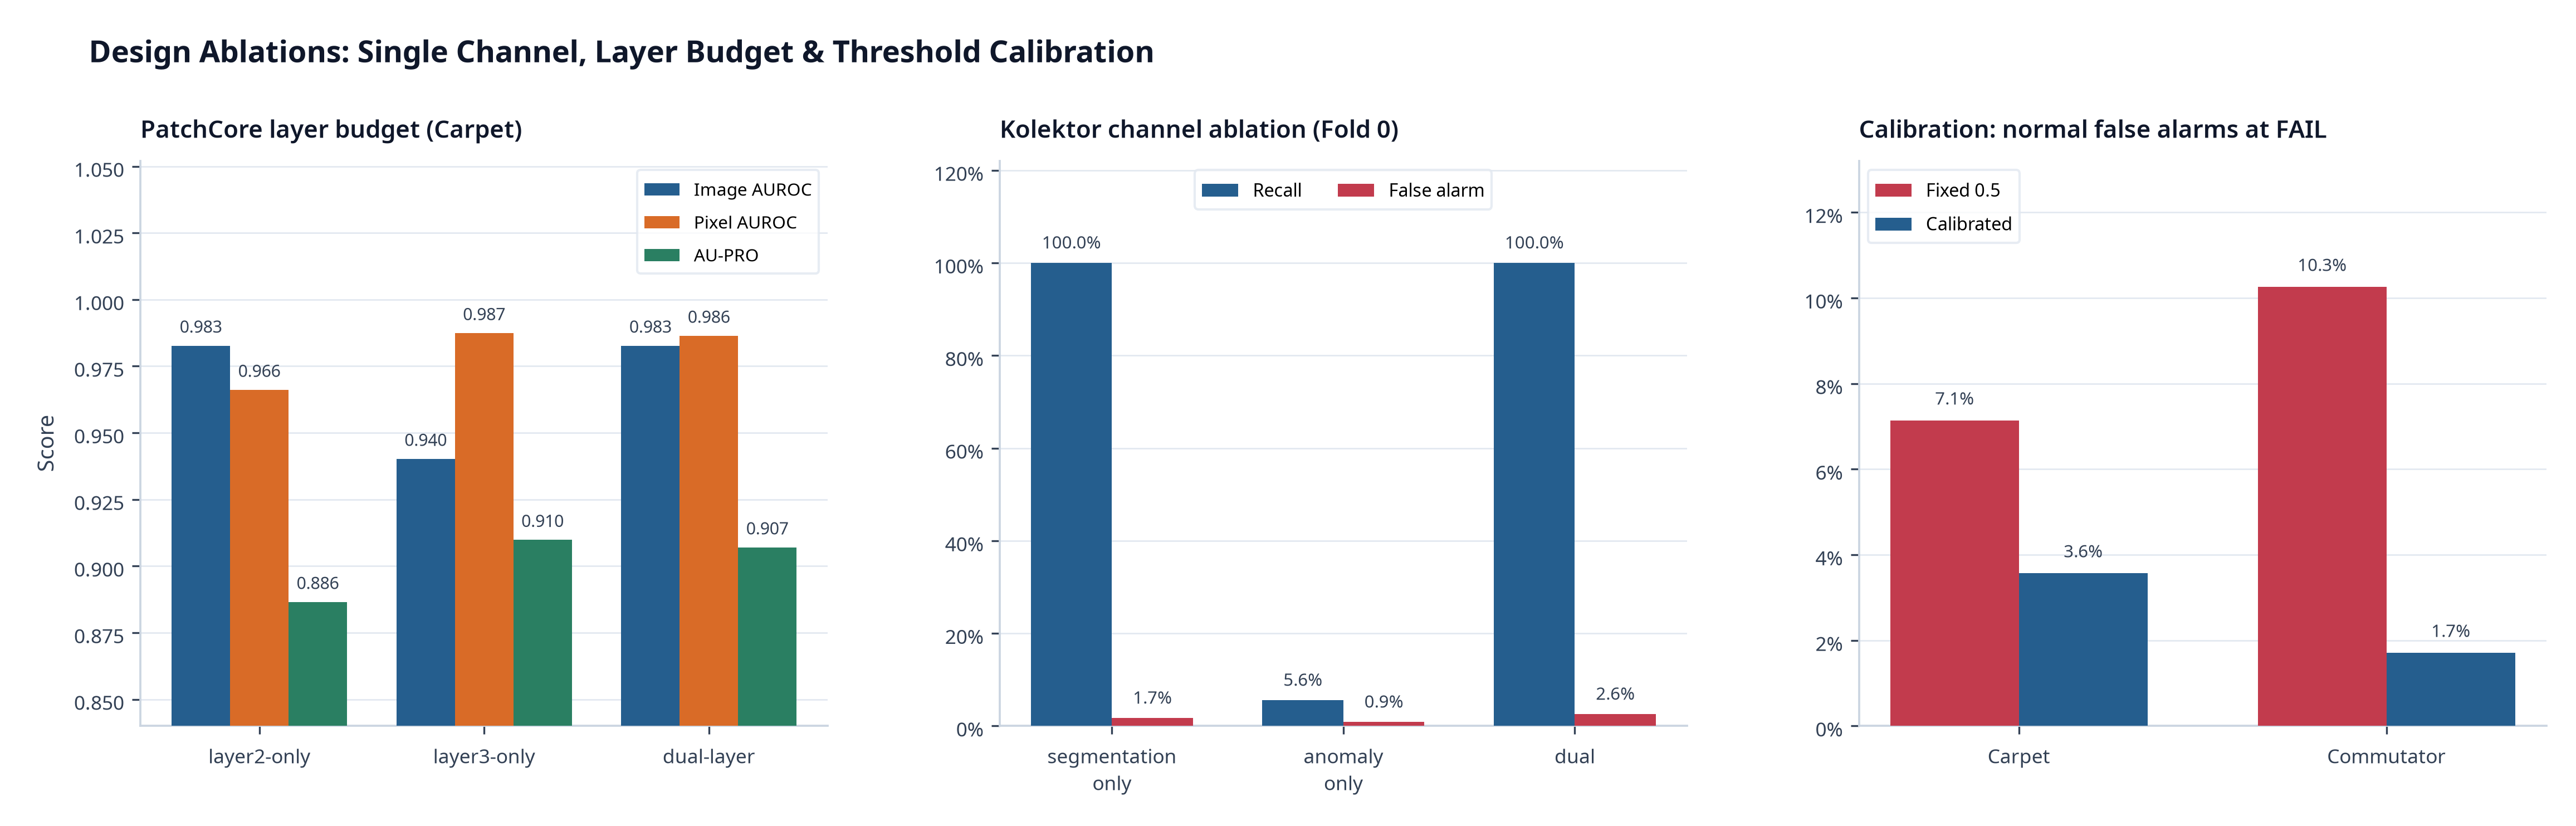 Design Ablations: Single Channel, Layer Budget & Threshold Calibration
PatchCore layer budget (Carpet)
Score
1.050
1.025
1.000
0.975
0.950
0.925
0.900
0.875
0.850
Image AUROC
Pixel AUROC
AU-PRO
0.983
0.966
0.886
0.940
0.987
0.910
0.983
0.986
0.907
layer2-only
layer3-only
dual-layer
Kolektor channel ablation (Fold 0)
120%
100%
80%
60%
40%
20%
0%
Recall
False alarm
100.0%
1.7%
5.6%
0.9%
100.0%
2.6%
segmentation
only
anomaly
only
dual
Calibration: normal false alarms at FAIL
12%
10%
8%
6%
4%
2%
0%
Fixed 0.5
Calibrated
7.1%
3.6%
10.3%
1.7%
Carpet
Commutator